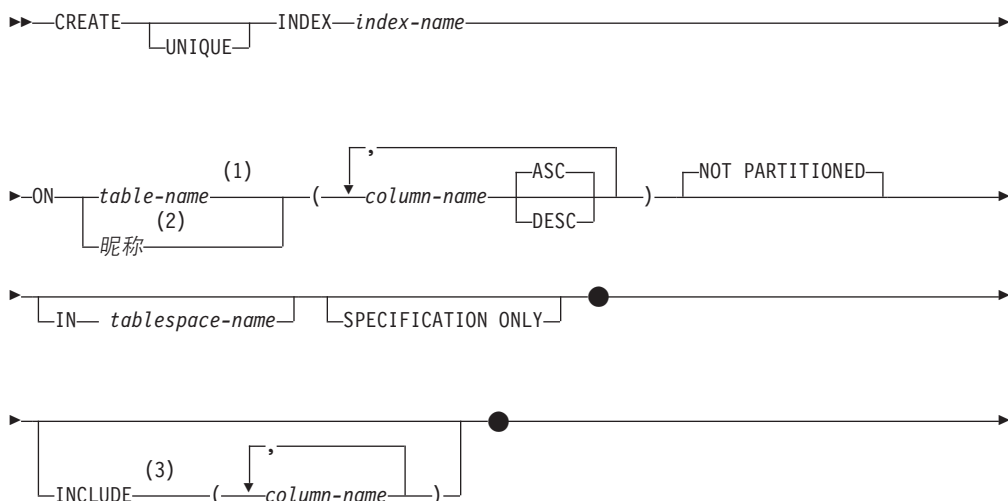 CREATE INDEX index-name
UNIQUE
,
(1) ASC NOT PARTITIONED
ON table-name ( column-name )
(2) DESC
昵称
IN tablespace-name SPECIFICATION ONLY
,
(3)
INCLUDE ( column-name )